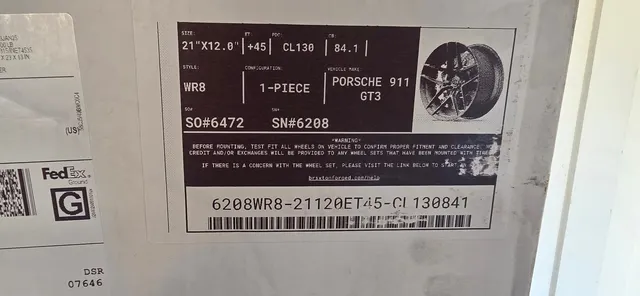 SIZE: ET: CB:
21"X12.0" +45 CL130 84.1
STYLE: CONFIGURATION: VEHICLE MAKE:
WR8 1-PIECE PORSCHE 911
GT3
SO# SN#
SO#6472 SN#6208
*WARNING*
BEFORE MOUNTING, TEST FIT ALL WHEELS ON VEHICLE TO CONFIRM PROPER FITMENT AND CLEARANCE.
CREDIT AND/OR EXCHANGES WILL BE PROVIDED TO ANY WHEEL SETS THAT HAVE BEEN MOUNTED WITH TIRES
IF THERE IS A CONCERN WITH THE WHEEL SET, PLEASE VISIT THE LINK BELOW TO START
braxtonforged.com/help
6208WR8-21120ET45-CL130841
(US)
FedEx
Ground
G
DSR
07646